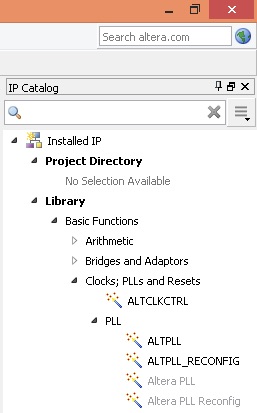 Search altera.com
IP Catalog
Installed IP
Project Directory
No Selection Available
Library
Basic Functions
Arithmetic
Bridges and Adaptors
Clocks; PLLs and Resets
ALTCLKCTRL
PLL
ALTPLL
ALTPLL_RECONFIG
Altera PLL
Altera PLL Reconfig